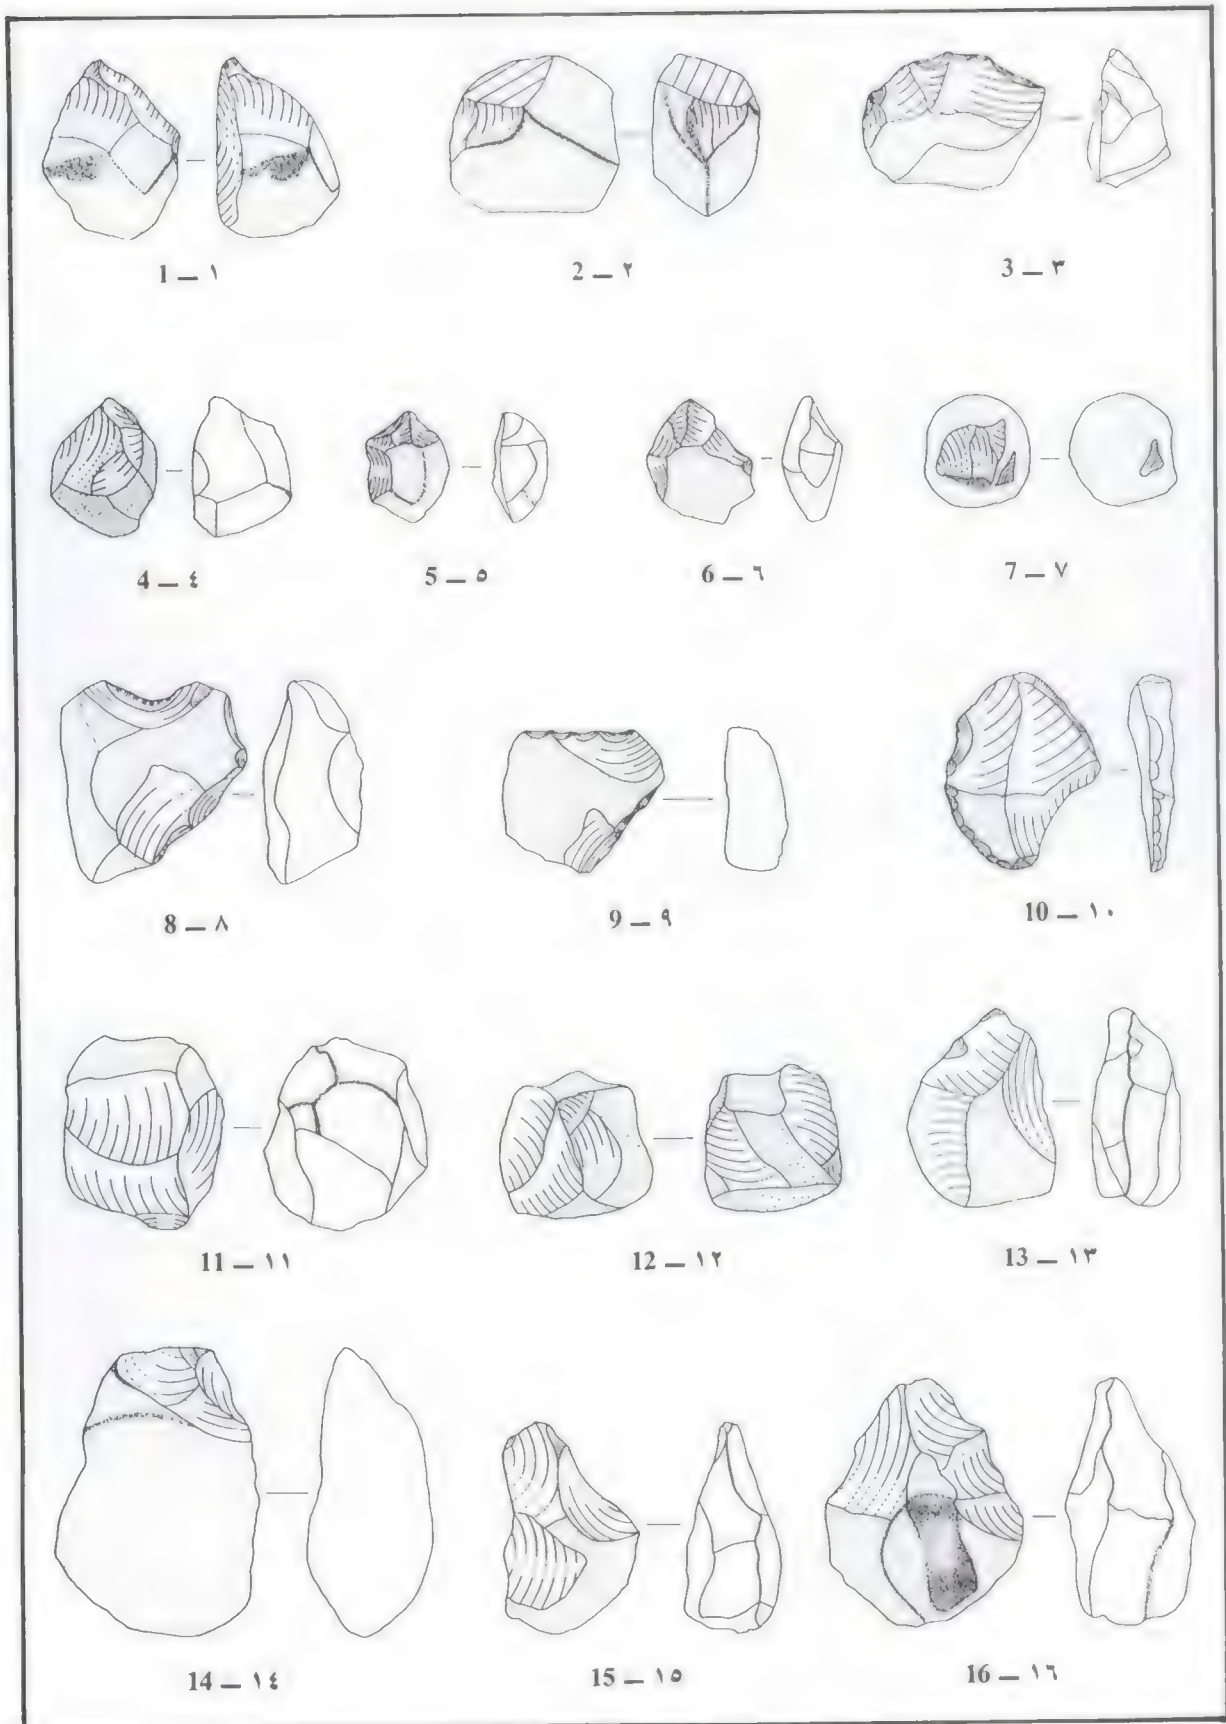 1 — ١
2 — ٢
3 — ٣
4 — ٤
5 — ٥
6 — ٦
7 — ٧
8 — ٨
9 — ٩
10 — ١٠
11 — ١١
12 — ١٢
13 — ١٣
14 — ١٤
15 — ١٥
16 — ١٦